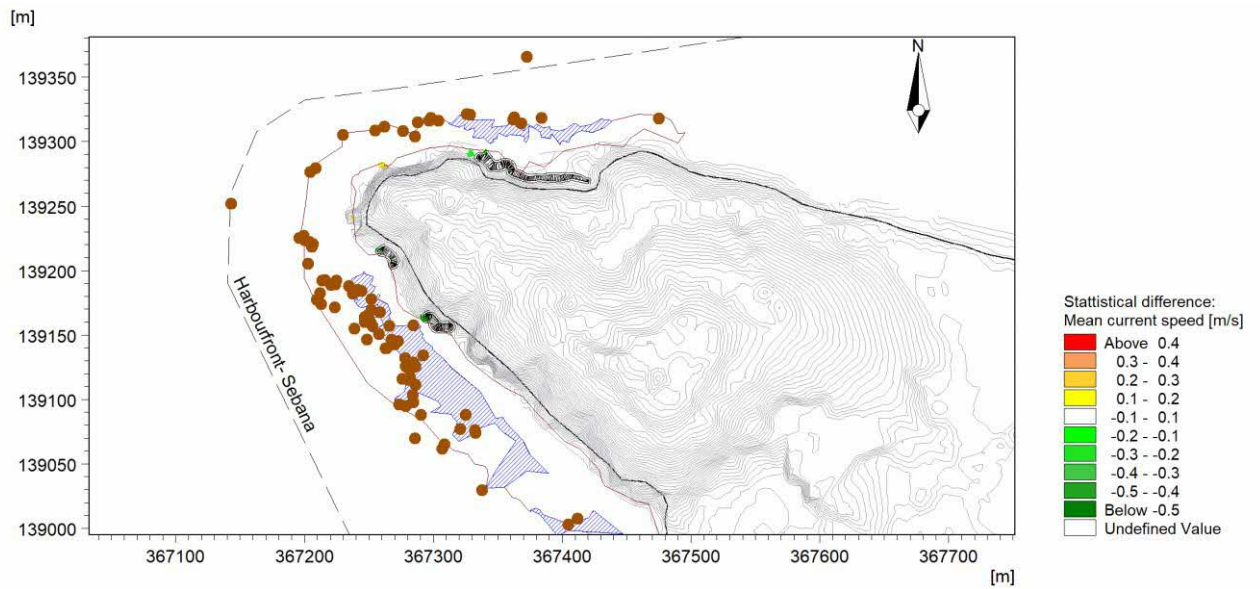 [m]
N
139350
139300
139250
139200
139150
139100
139050
139000
Harbourfront- Sebana
367100 367200 367300 367400 367500 367600 367700
[m]
Stattistical difference:
Mean current speed [m/s]
Above 0.4
0.3 - 0.4
0.2 - 0.3
0.1 - 0.2
-0.1 - 0.1
-0.2 - -0.1
-0.3 - -0.2
-0.4 - -0.3
-0.5 - -0.4
Below -0.5
Undefined Value